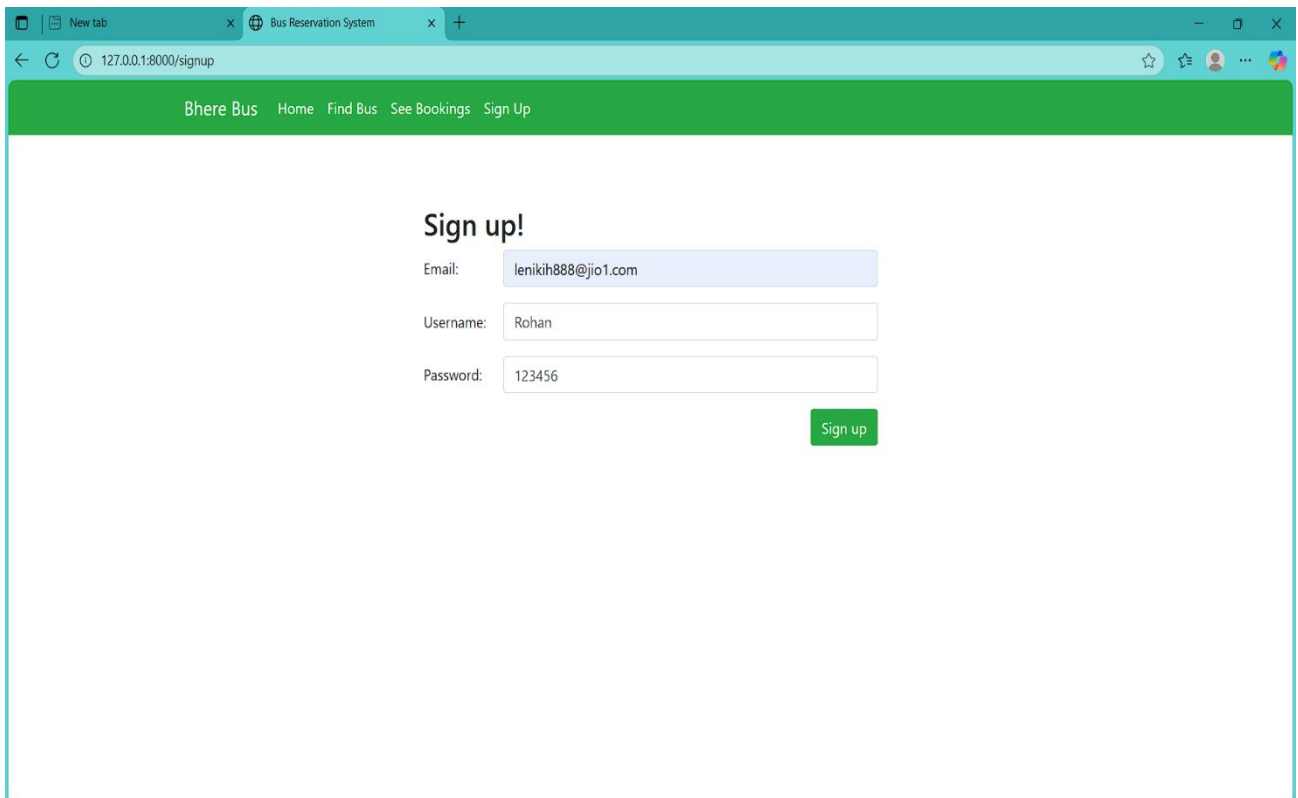 New tab
Bus Reservation System
127.0.0.1:8000/signup
Bhere Bus Home Find Bus See Bookings Sign Up
Sign up!
Email: lenikih888@jio1.com
Username: Rohan
Password: 123456
Sign up